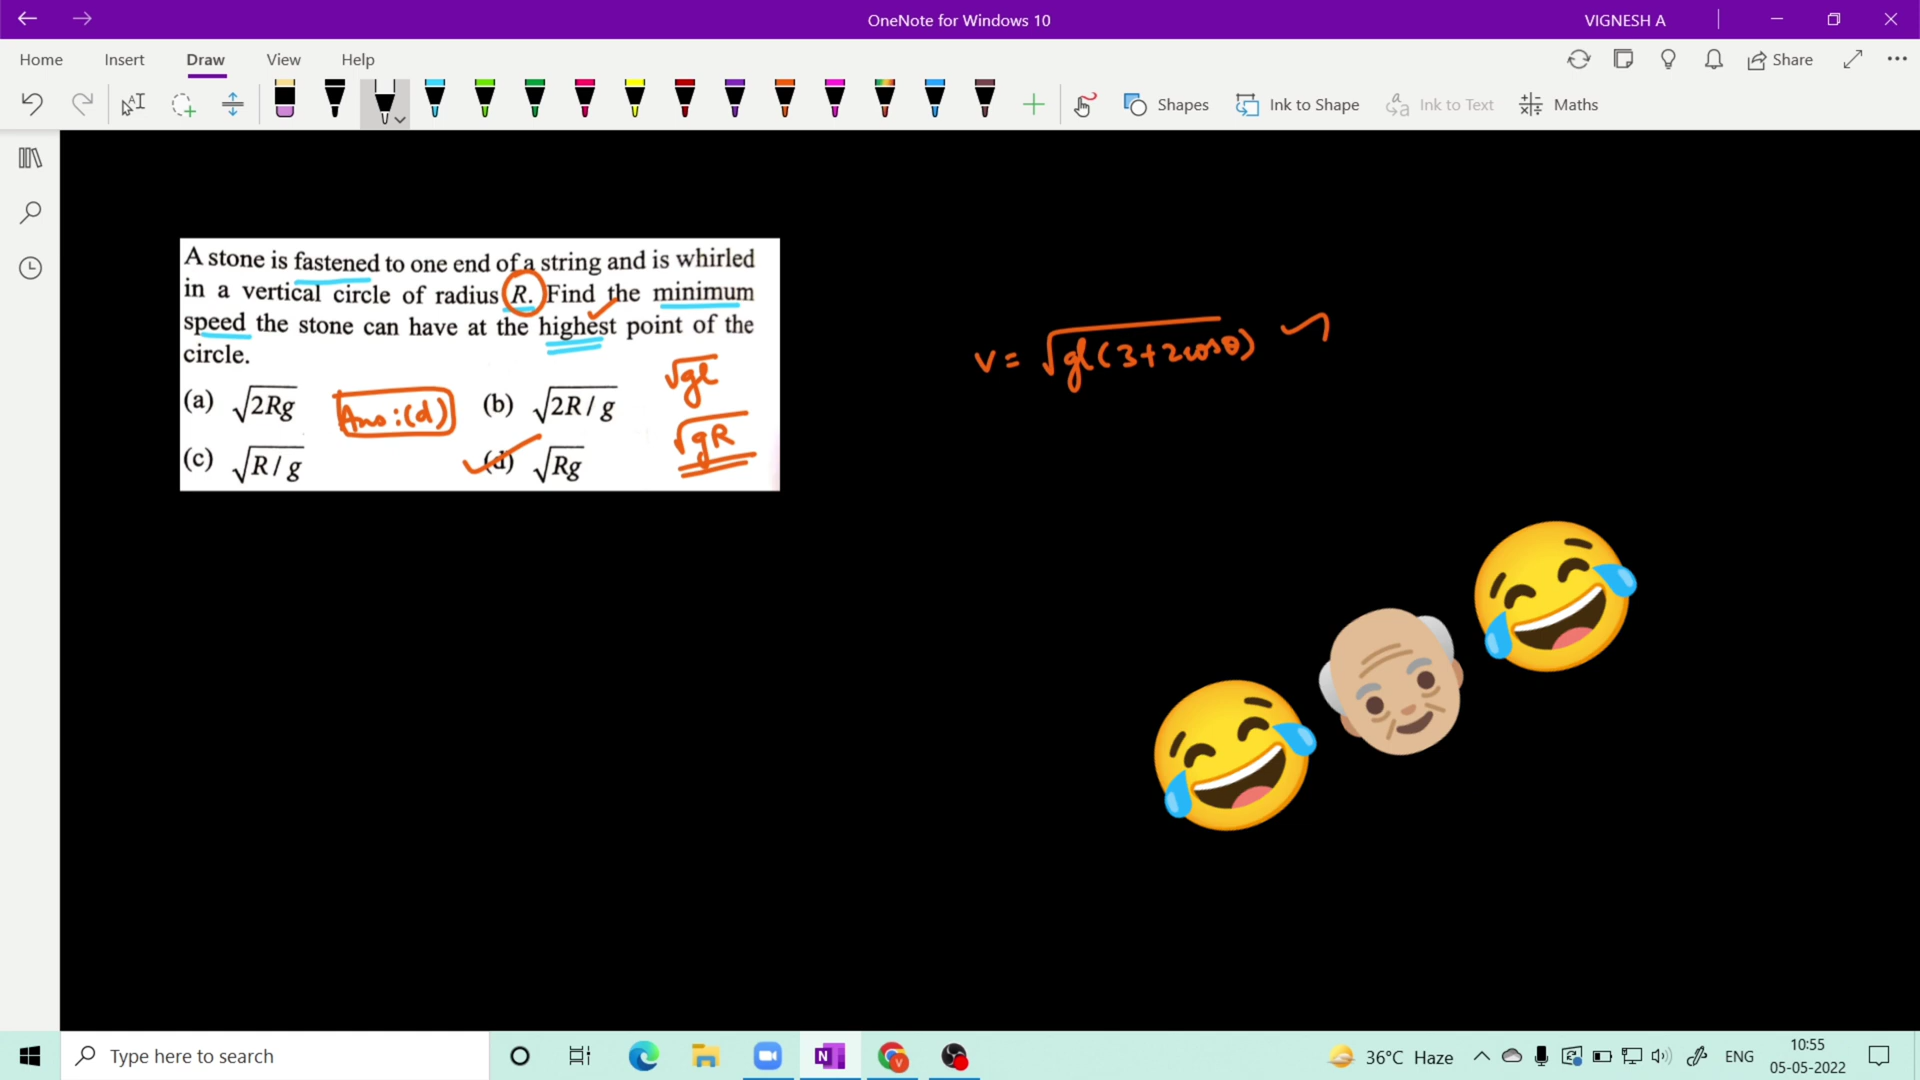 OneNote for Windows 10
VIGNESH A
Home Insert Draw View Help
Share
Shapes Ink to Shape Ink to Text Maths
A stone is fastened to one end of a string and is whirled
in a vertical circle of radius R. Find the minimum
speed the stone can have at the highest point of the
circle.
(a) √2Rg
(b) √2R / g
(c) √R / g
(d) √Rg
Ans:(d)
√gl
√gR
v = √gl(3+2cosθ)
Type here to search
N
V
36°C Haze
ENG
10:55
05-05-2022